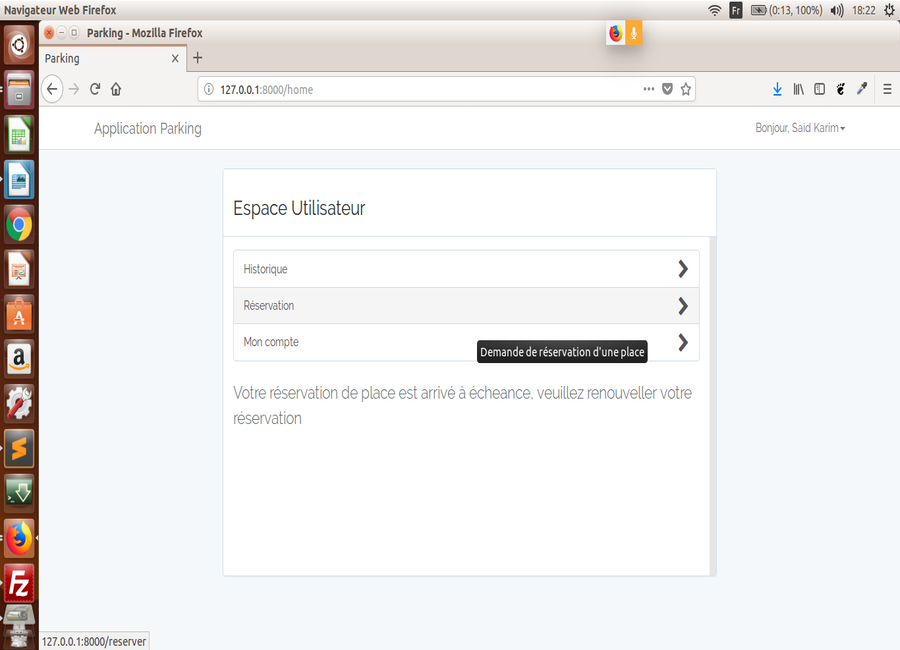 Navigateur Web Firefox
Fr
(0:13, 100%)
18:22
Parking - Mozilla Firefox
Parking
127.0.0.1:8000/home
Application Parking
Bonjour, Said Karim
Espace Utilisateur
Historique
Réservation
Mon compte
Demande de réservation d'une place
Votre réservation de place est arrivé à écheance, veuillez renouveller votre
réservation
127.0.0.1:8000/reserver